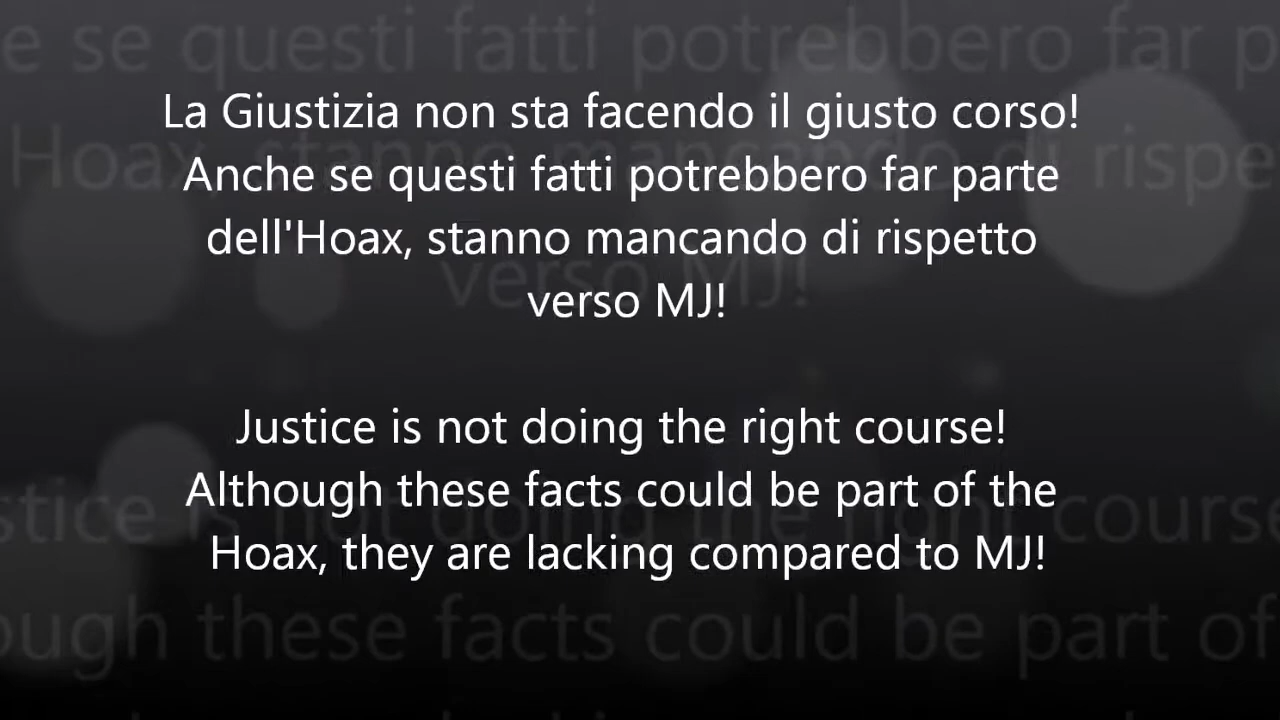 La Giustizia non sta facendo il giusto corso!
Anche se questi fatti potrebbero far parte
dell'Hoax, stanno mancando di rispetto
verso MJ!
Justice is not doing the right course!
Although these facts could be part of the
Hoax, they are lacking compared to MJ!